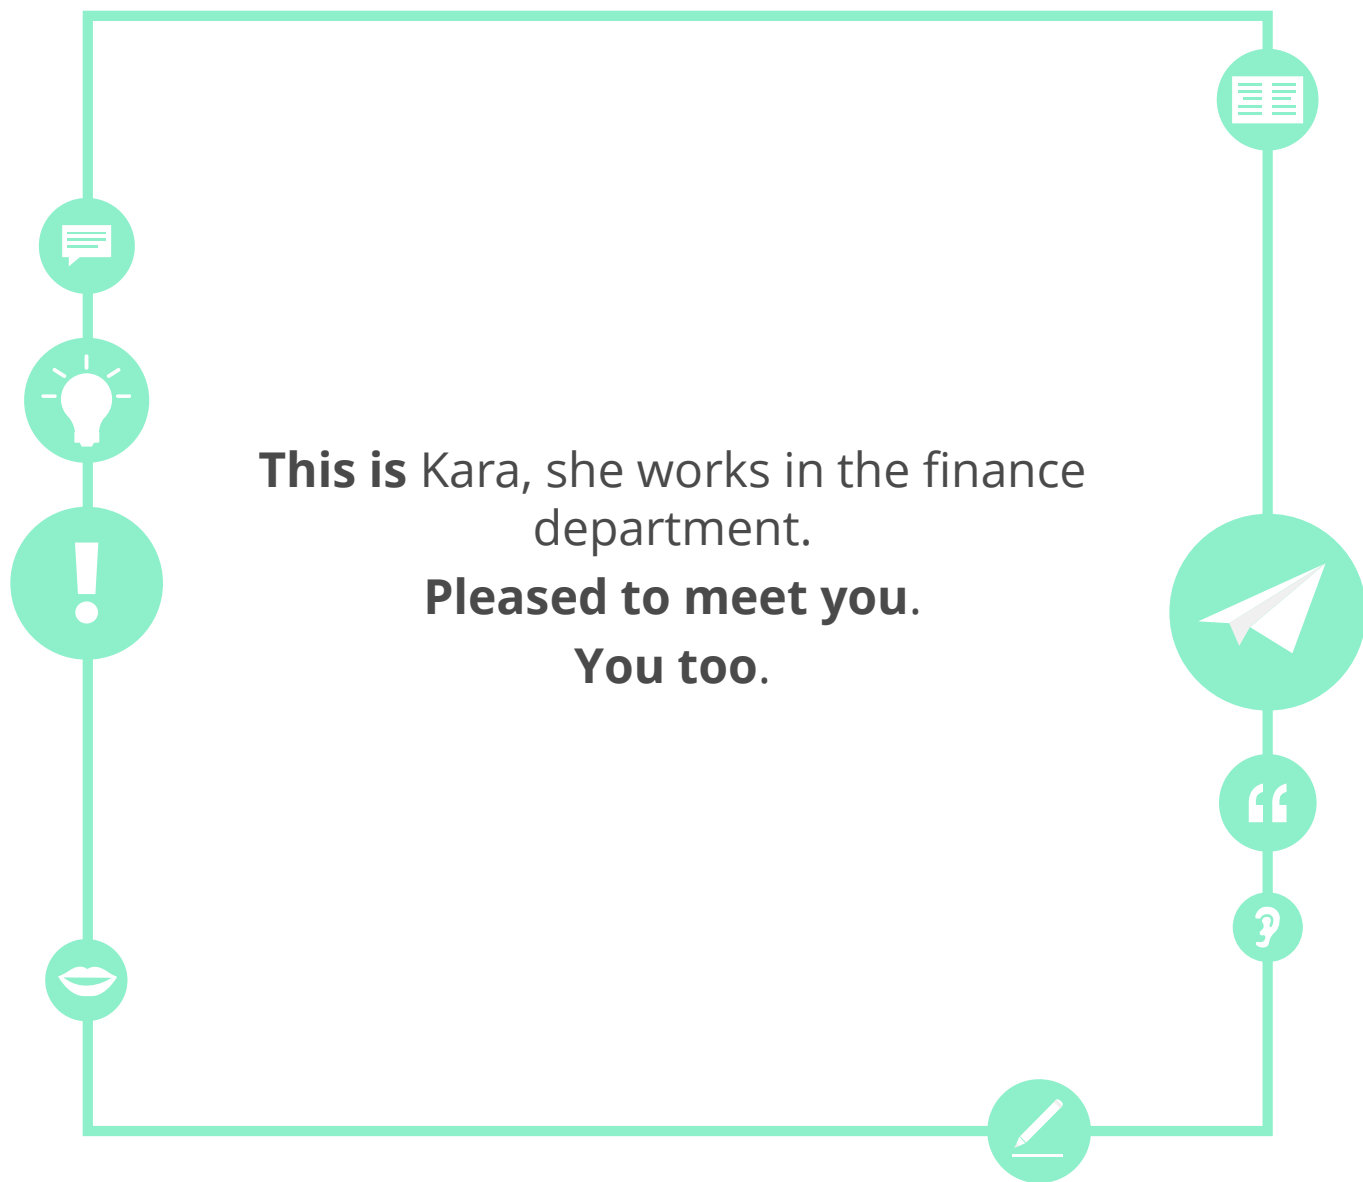 This is Kara, she works in the finance
department.
Pleased to meet you.
You too.